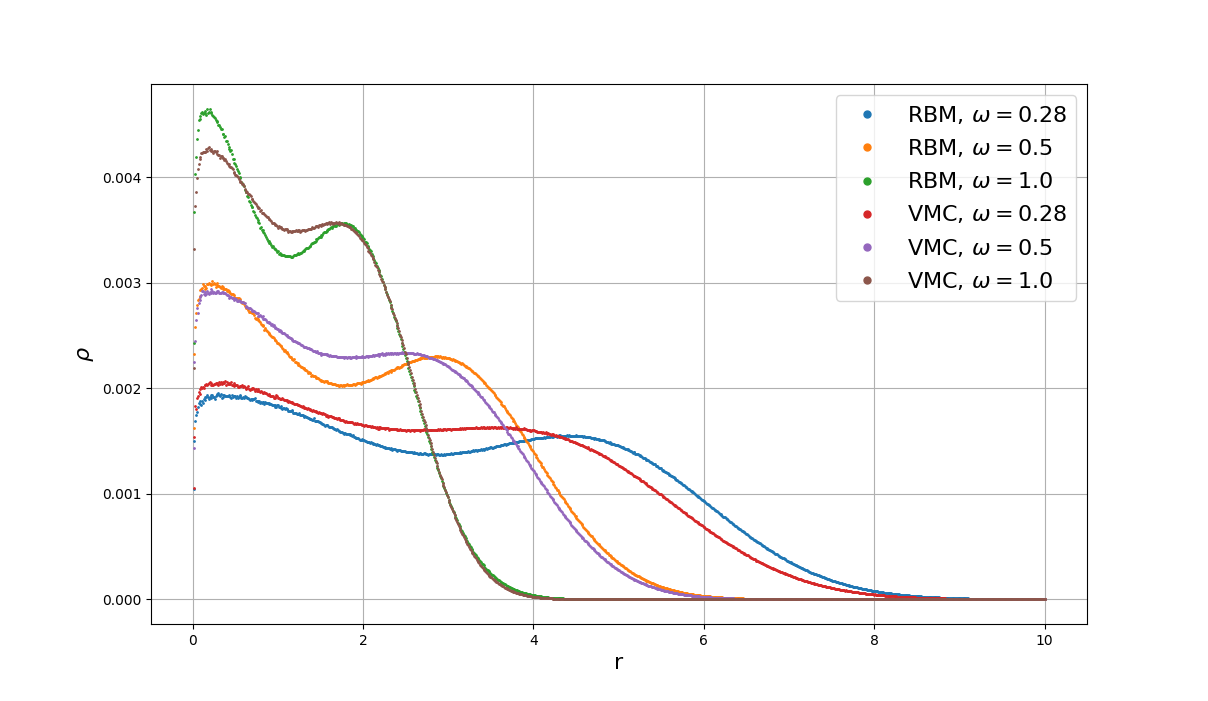 RBM, ω = 0.28
RBM, ω = 0.5
RBM, ω = 1.0
VMC, ω = 0.28
VMC, ω = 0.5
VMC, ω = 1.0
0.004
0.003
0.002
0.001
0.000
ρ
0 2 4 6 8 10
r